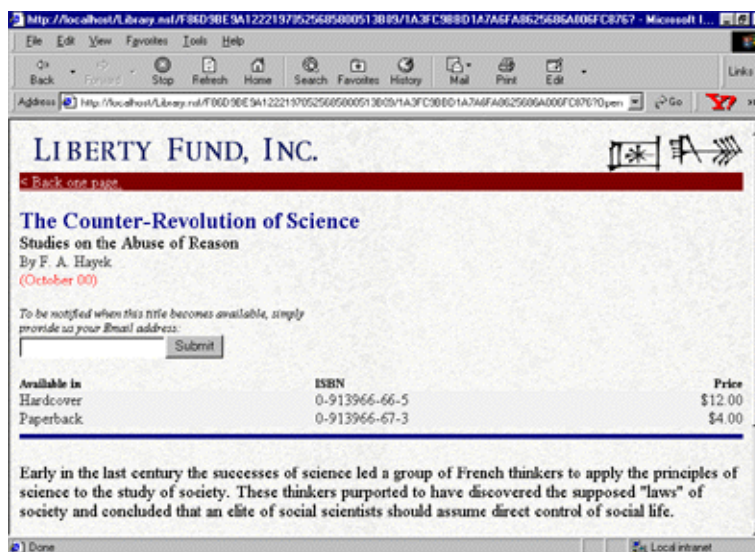 Microsoft I...
File Edit View Favorites Tools Help
Back Forward Stop Refresh Home Search Favorites History Mail Print Edit Links
Address Go
LIBERTY FUND, INC.
< Back one page.
The Counter-Revolution of Science
Studies on the Abuse of Reason
By F. A. Hayek
(October 00)
To be notified when this title becomes available, simply
provide us your Email address:
Submit
Available in ISBN Price
Hardcover 0-913966-66-5 $12.00
Paperback 0-913966-67-3 $4.00
Early in the last century the successes of science led a group of French thinkers to apply the principles of
science to the study of society. These thinkers purported to have discovered the supposed "laws" of
society and concluded that an elite of social scientists should assume direct control of social life.
Done Local intranet